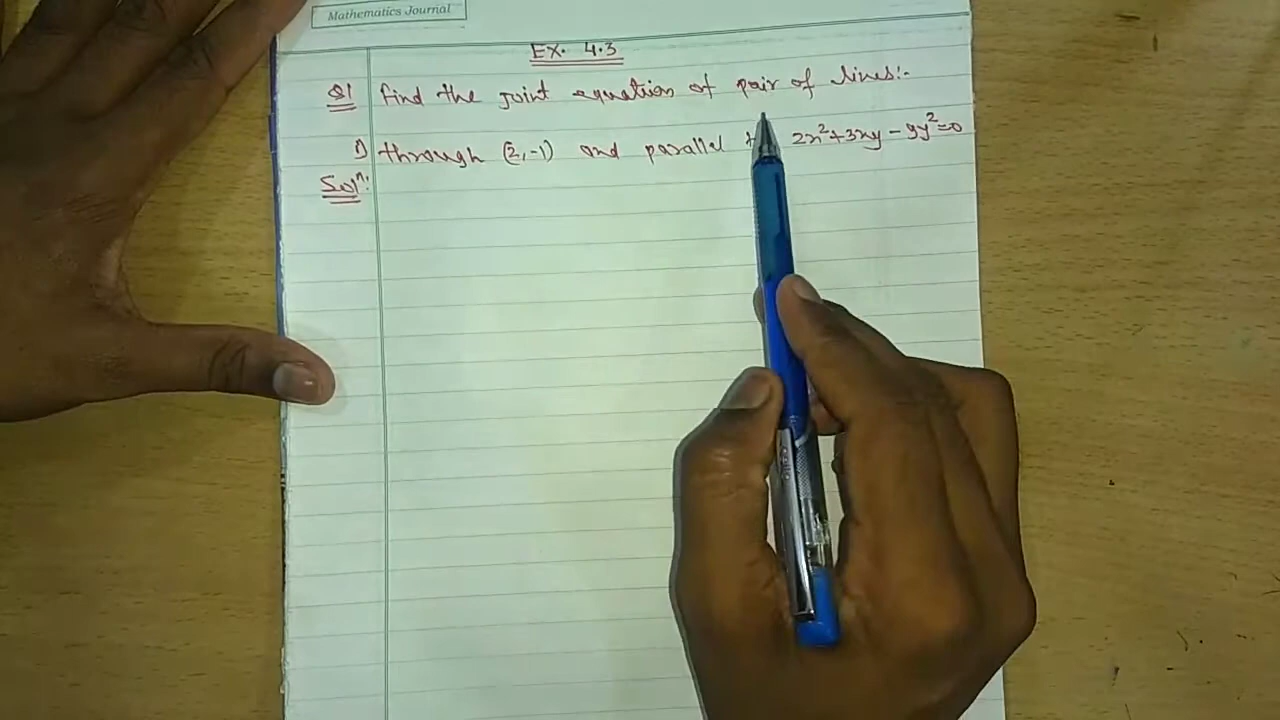 Mathematics Journal
EX. 4.3
Q1 find the joint equation of pair of lines:-
1) through (2,-1) and parallel 2x²+3xy-9y²=0
Solⁿ: